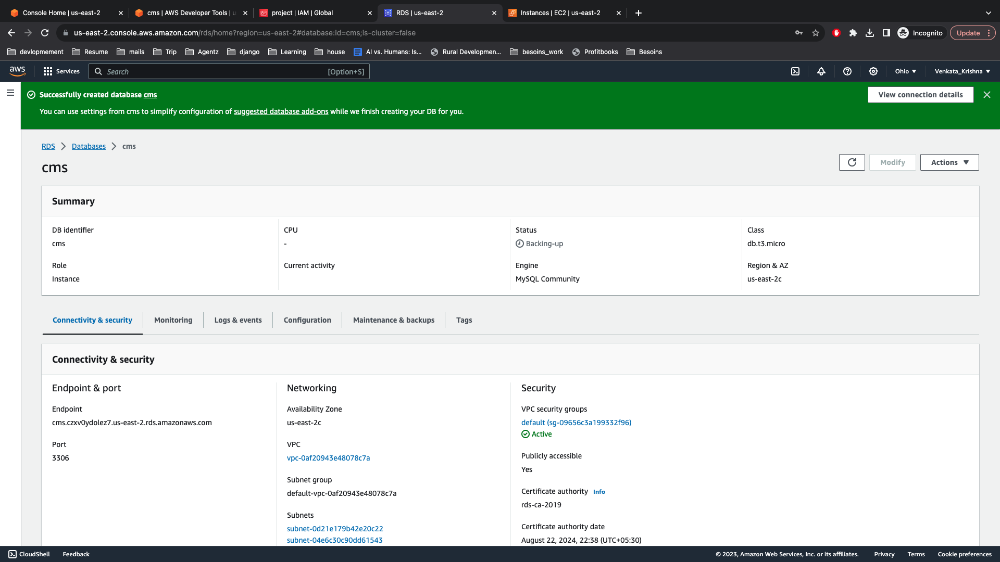 Console Home | us-east-2
cms | AWS Developer Tools | u
project | IAM | Global
RDS | us-east-2
Instances | EC2 | us-east-2
us-east-2.console.aws.amazon.com/rds/home?region=us-east-2#database:id=cms;is-cluster=false
Incognito
Update
devlopmement
Resume
mails
Trip
Agentz
django
Learning
house
AI vs. Humans: Is...
Rural Developmen...
besoins_work
Profitbooks
Besoins
aws
Services
Search
[Option+S]
Ohio
Venkata_Krishna
Successfully created database cms
You can use settings from cms to simplify configuration of suggested database add-ons while we finish creating your DB for you.
View connection details
RDS
Databases
cms
cms
Modify
Actions
Summary
DB identifier
cms
CPU
-
Status
Backing-up
Class
db.t3.micro
Role
Instance
Current activity
Engine
MySQL Community
Region & AZ
us-east-2c
Connectivity & security
Monitoring
Logs & events
Configuration
Maintenance & backups
Tags
Connectivity & security
Endpoint & port
Endpoint
cms.czxv0ydolez7.us-east-2.rds.amazonaws.com
Port
3306
Networking
Availability Zone
us-east-2c
VPC
vpc-0af20943e48078c7a
Subnet group
default-vpc-0af20943e48078c7a
Subnets
subnet-0d21e179b42e20c22
subnet-04e6c30c90dd61543
Security
VPC security groups
default (sg-09656c3a199332f96)
Active
Publicly accessible
Yes
Certificate authority Info
rds-ca-2019
Certificate authority date
August 22, 2024, 22:38 (UTC+05:30)
CloudShell
Feedback
© 2023, Amazon Web Services, Inc. or its affiliates.
Privacy
Terms
Cookie preferences